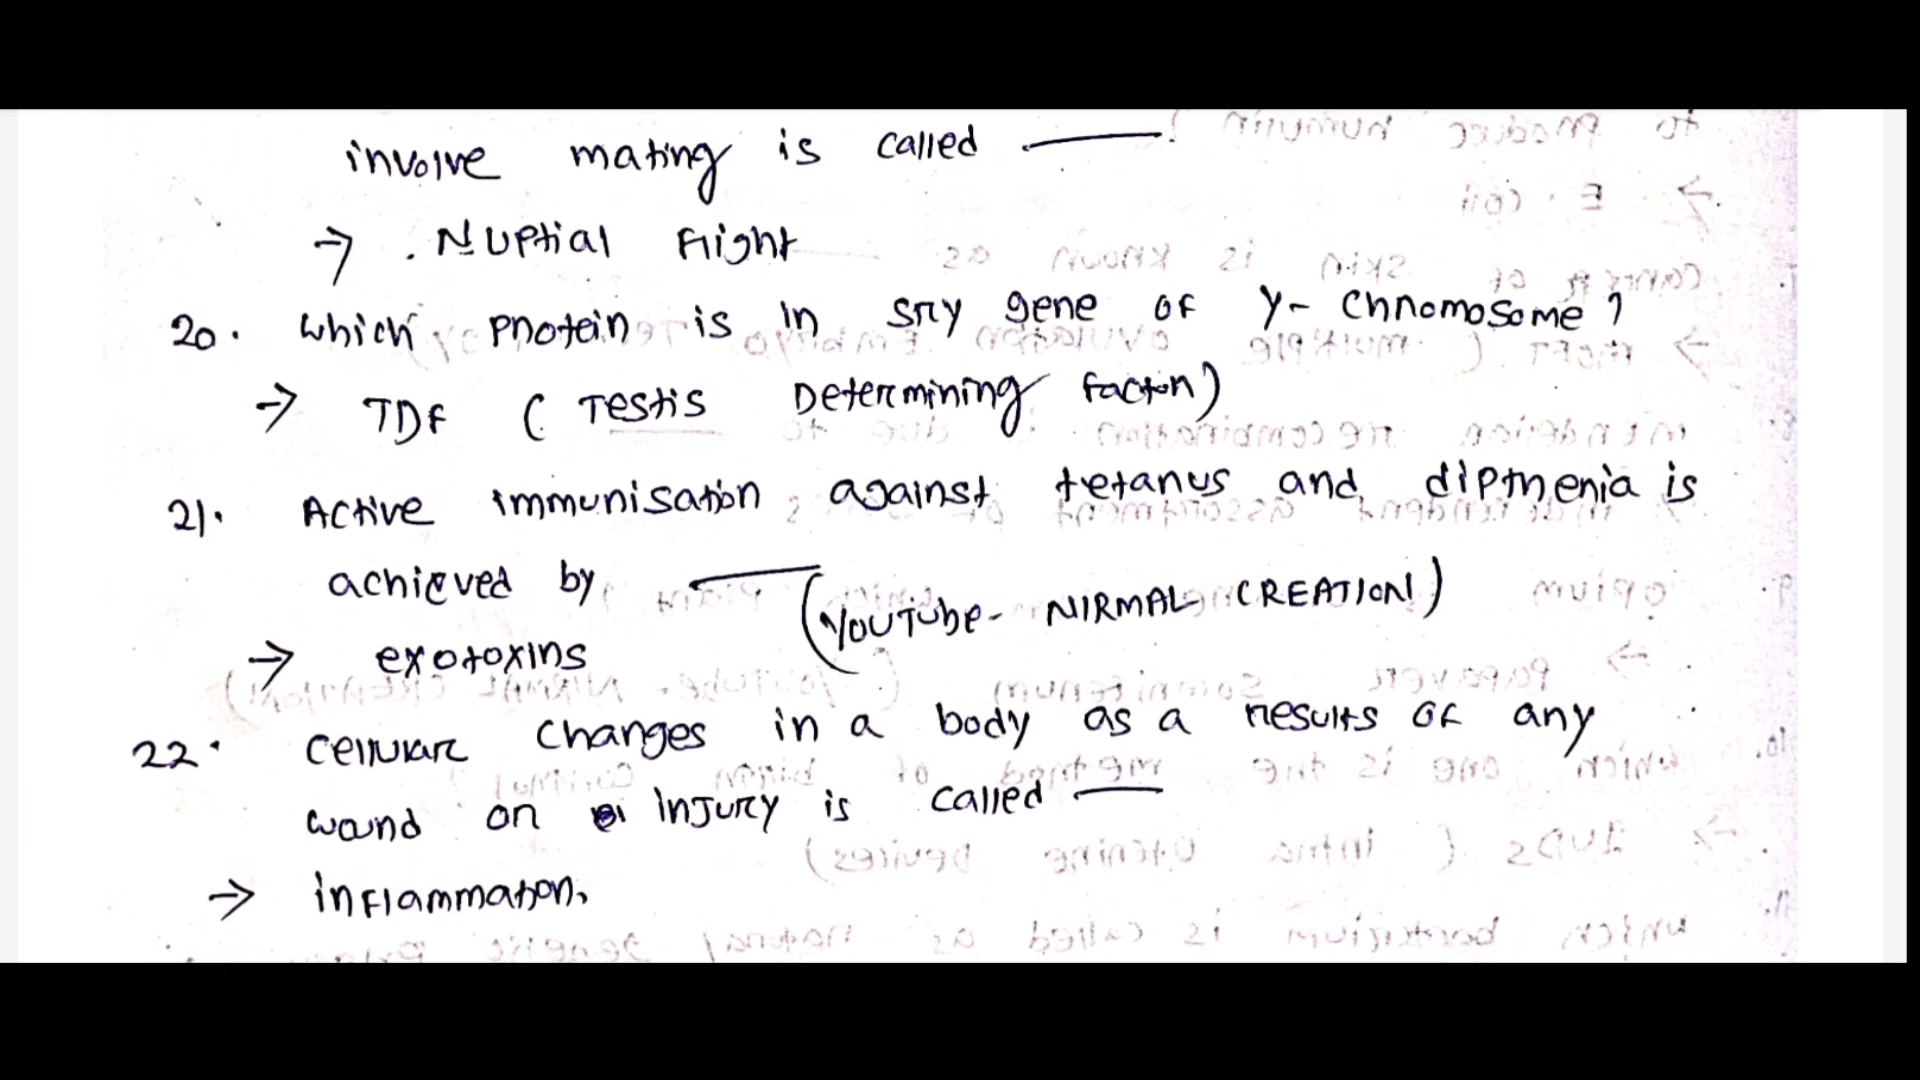 involve mating is called ———?
→ . Nuptial Flight
20. Which protein is in sry gene of Y- Chromosome?
→ TDF ( Testis Determining factor)
21. Active immunisation against tetanus and diptheria is
achieved by ———
(YouTube- NIRMAL CREATION)
→ exotoxins
22. Cellular changes in a body as a results of any
wound or injury is called ———
→ inflammation.